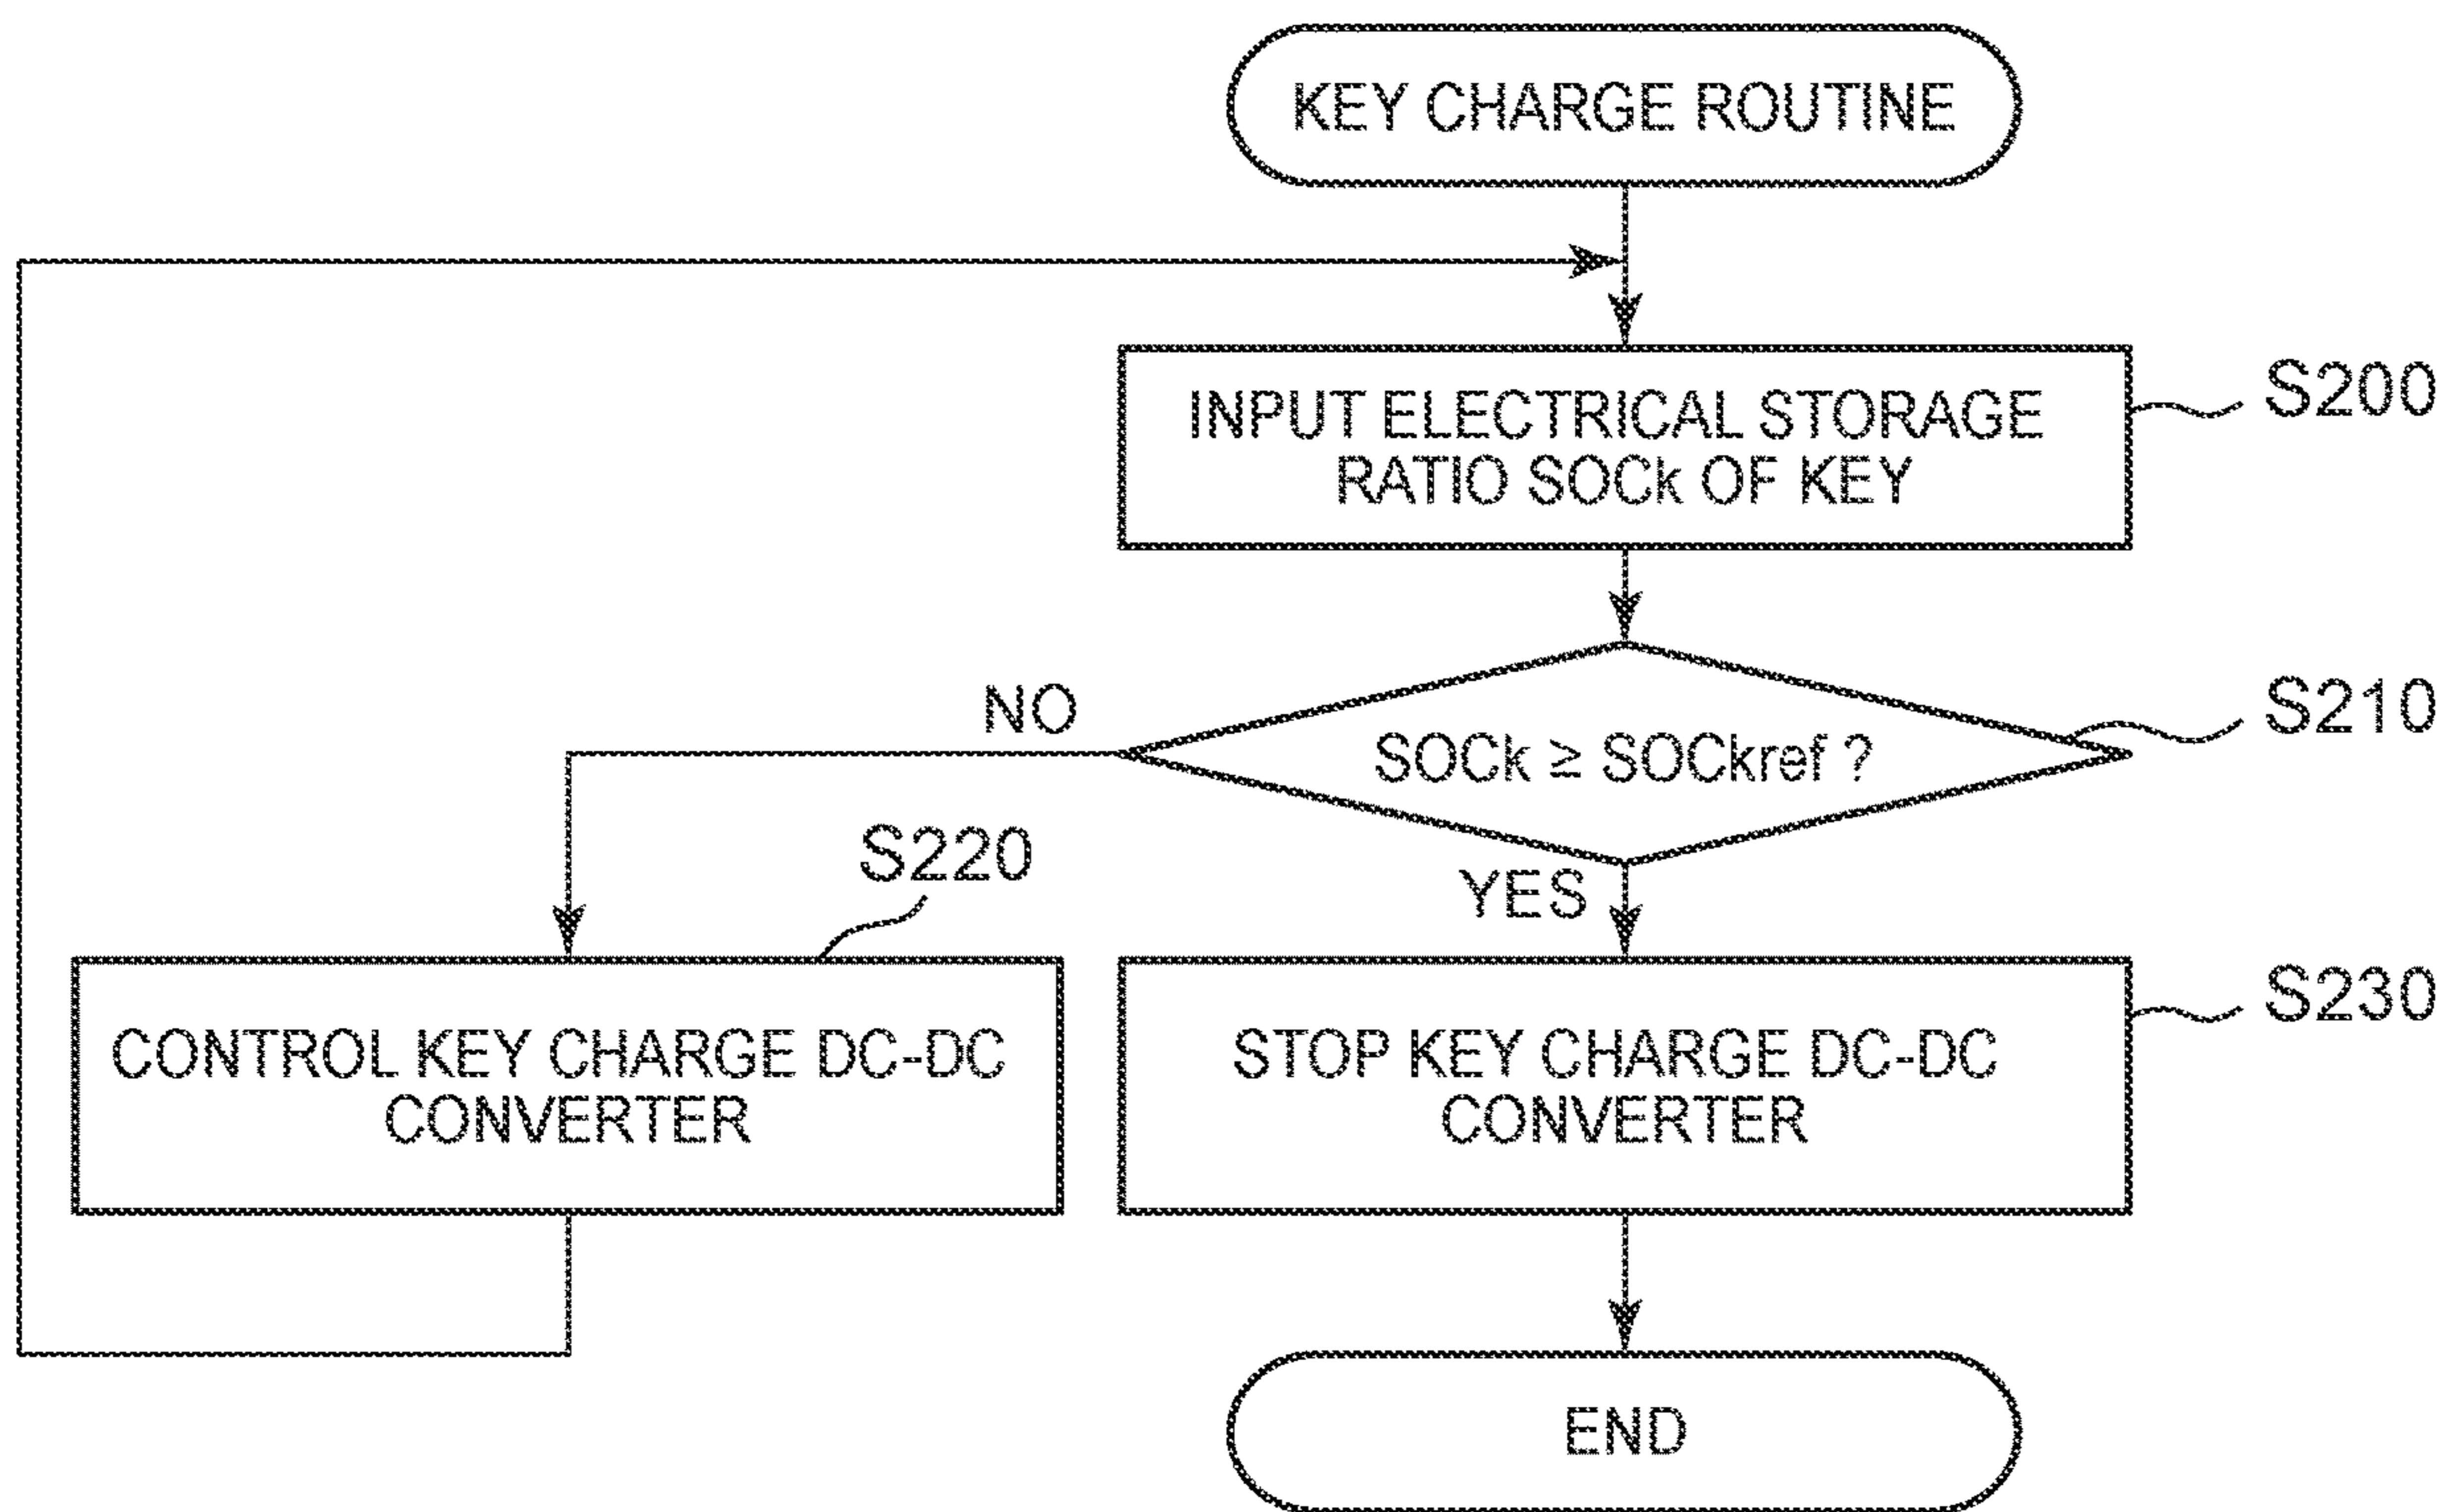 KEY CHARGE ROUTINE
INPUT ELECTRICAL STORAGE
RATIO SOCk OF KEY
S200
SOCk ≥ SOCkref ?
S210
NO
YES
S220
CONTROL KEY CHARGE DC-DC
CONVERTER
STOP KEY CHARGE DC-DC
CONVERTER
S230
END